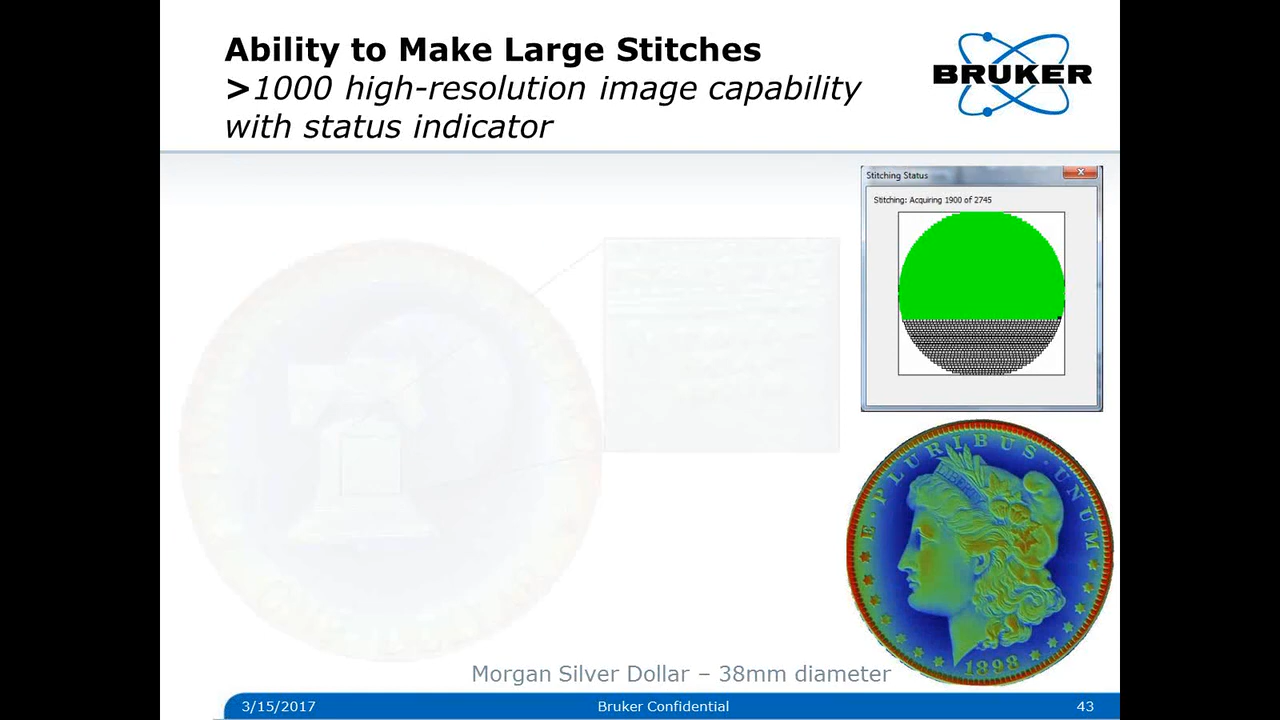 Ability to Make Large Stitches
>1000 high-resolution image capability
with status indicator
BRUKER
Stitching Status
x
Stitching: Acquiring 1900 of 2745
E · PLURIBUS · UNUM
LIBERTY
1898
Morgan Silver Dollar – 38mm diameter
3/15/2017
Bruker Confidential
43